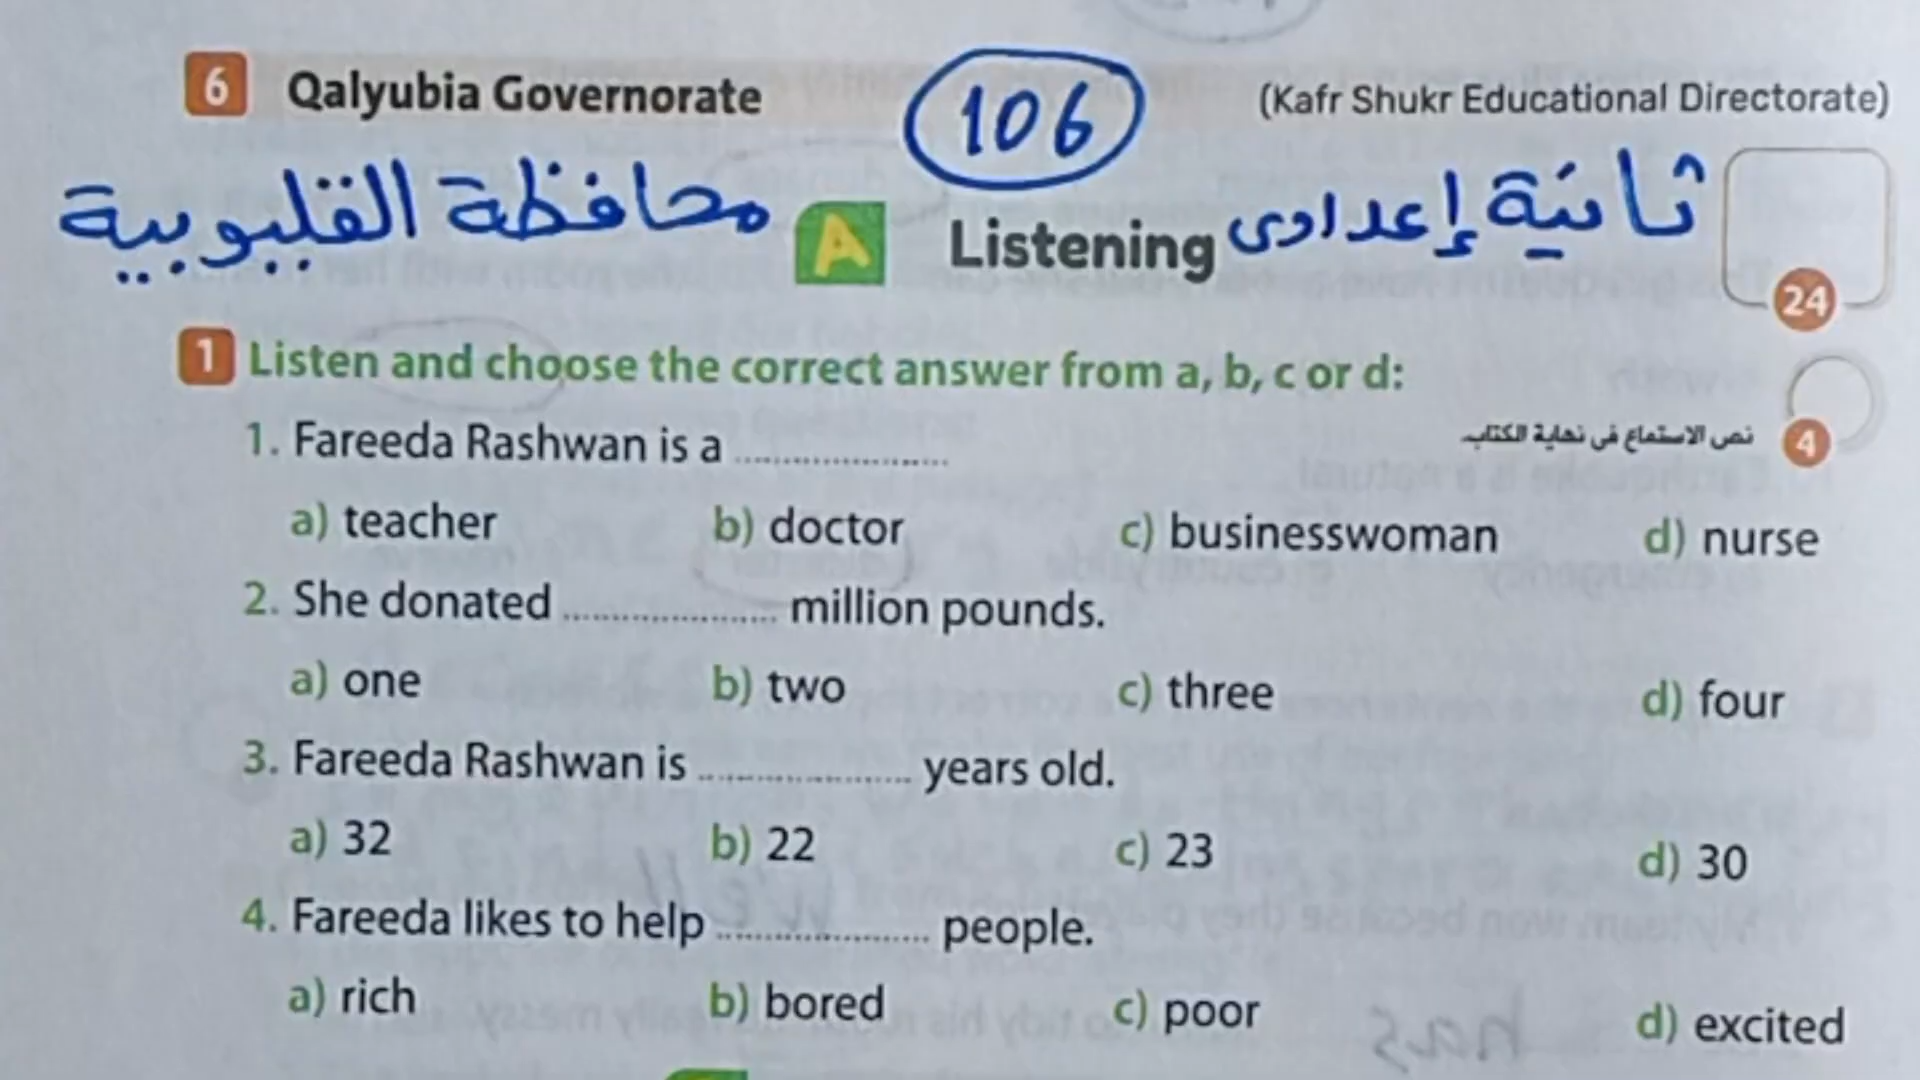 6 Qalyubia Governorate 106 (Kafr Shukr Educational Directorate)
محافظة القليوبية A Listening ثانية إعدادى
24
1 Listen and choose the correct answer from a, b, c or d:
1. Fareeda Rashwan is a .................... نص الاستماع فى نهاية الكتاب 4
a) teacher b) doctor c) businesswoman d) nurse
2. She donated .................... million pounds.
a) one b) two c) three d) four
3. Fareeda Rashwan is .................... years old.
a) 32 b) 22 c) 23 d) 30
4. Fareeda likes to help .................... people.
a) rich b) bored c) poor d) excited